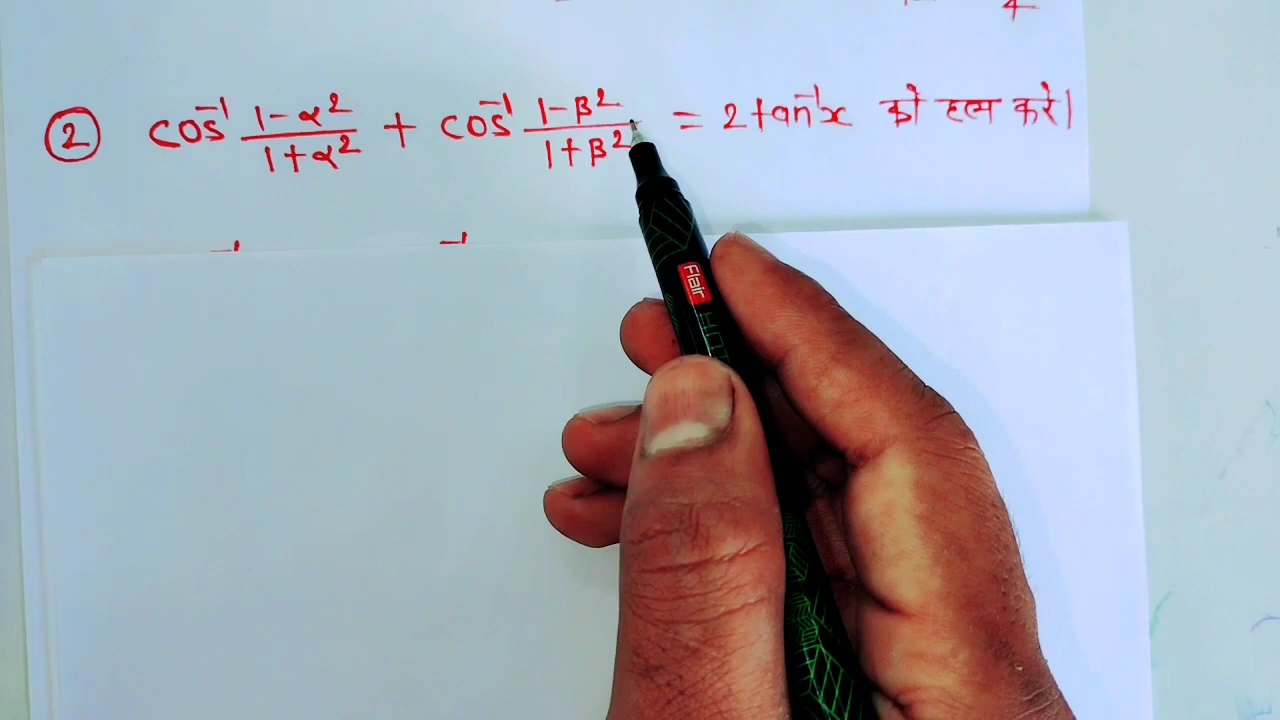 ② cos⁻¹ (1-α²)/(1+α²) + cos⁻¹ (1-β²)/(1+β²) = 2tan⁻¹x को हल करे।
Flair